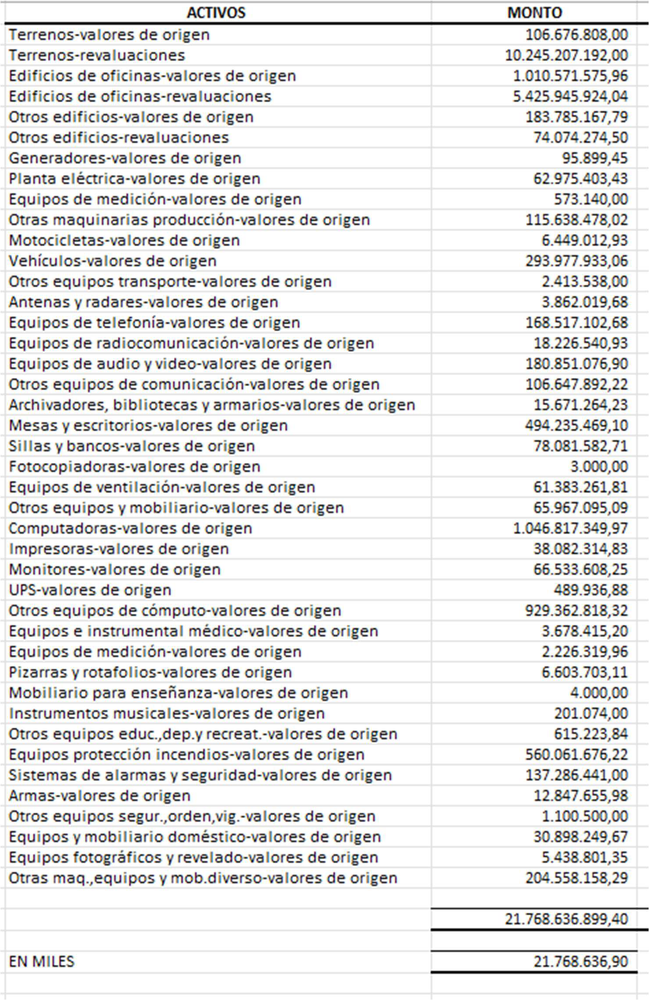 ACTIVOS MONTO
Terrenos-valores de origen 106.676.808,00
Terrenos-revaluaciones 10.245.207.192,00
Edificios de oficinas-valores de origen 1.010.571.575,96
Edificios de oficinas-revaluaciones 5.425.945.924,04
Otros edificios-valores de origen 183.785.167,79
Otros edificios-revaluaciones 74.074.274,50
Generadores-valores de origen 95.899,45
Planta eléctrica-valores de origen 62.975.403,43
Equipos de medición-valores de origen 573.140,00
Otras maquinarias producción-valores de origen 115.638.478,02
Motocicletas-valores de origen 6.449.012,93
Vehículos-valores de origen 293.977.933,06
Otros equipos transporte-valores de origen 2.413.538,00
Antenas y radares-valores de origen 3.862.019,68
Equipos de telefonía-valores de origen 168.517.102,68
Equipos de radiocomunicación-valores de origen 18.226.540,93
Equipos de audio y video-valores de origen 180.851.076,90
Otros equipos de comunicación-valores de origen 106.647.892,22
Archivadores, bibliotecas y armarios-valores de origen 15.671.264,23
Mesas y escritorios-valores de origen 494.235.469,10
Sillas y bancos-valores de origen 78.081.582,71
Fotocopiadoras-valores de origen 3.000,00
Equipos de ventilación-valores de origen 61.383.261,81
Otros equipos y mobiliario-valores de origen 65.967.095,09
Computadoras-valores de origen 1.046.817.349,97
Impresoras-valores de origen 38.082.314,83
Monitores-valores de origen 66.533.608,25
UPS-valores de origen 489.936,88
Otros equipos de cómputo-valores de origen 929.362.818,32
Equipos e instrumental médico-valores de origen 3.678.415,20
Equipos de medición-valores de origen 2.226.319,96
Pizarras y rotafolios-valores de origen 6.603.703,11
Mobiliario para enseñanza-valores de origen 4.000,00
Instrumentos musicales-valores de origen 201.074,00
Otros equipos educ.,dep.y recreat.-valores de origen 615.223,84
Equipos protección incendios-valores de origen 560.061.676,22
Sistemas de alarmas y seguridad-valores de origen 137.286.441,00
Armas-valores de origen 12.847.655,98
Otros equipos segur.,orden,vig.-valores de origen 1.100.500,00
Equipos y mobiliario doméstico-valores de origen 30.898.249,67
Equipos fotográficos y revelado-valores de origen 5.438.801,35
Otras maq.,equipos y mob.diverso-valores de origen 204.558.158,29
21.768.636.899,40
EN MILES 21.768.636,90